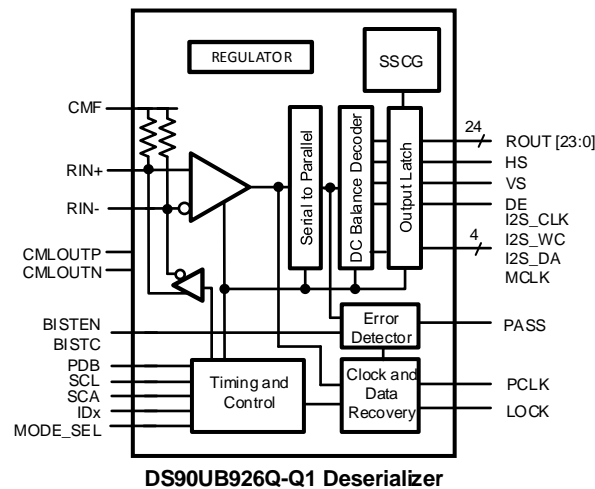 REGULATOR
SSCG
CMF
RIN+
RIN-
CMLOUTP
CMLOUTN
BISTEN
BISTC
PDB
SCL
SCA
IDx
MODE_SEL
Serial to Parallel
DC Balance Decoder
Output Latch
24
ROUT [23:0]
HS
VS
DE
I2S_CLK
4
I2S_WC
I2S_DA
MCLK
Error
Detector
PASS
Timing and
Control
Clock and
Data
Recovery
PCLK
LOCK
DS90UB926Q-Q1 Deserializer